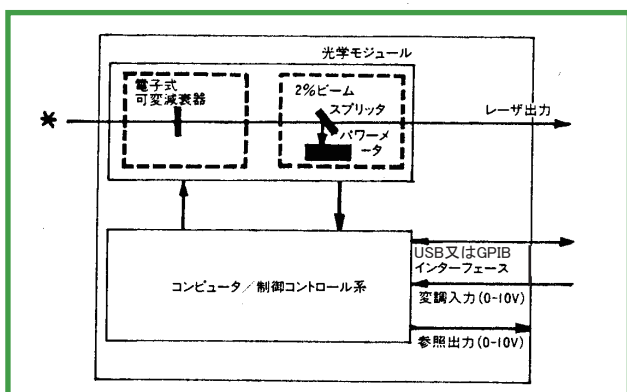 光学モジュール
電子式
可変減衰器
2%ビーム
スプリッタ
パワーメ
ータ
レーザ出力
コンピュータ／制御コントロール系
USB又はGPIB
インターフェース
変調入力(0-10V)
参照出力(0-10V)